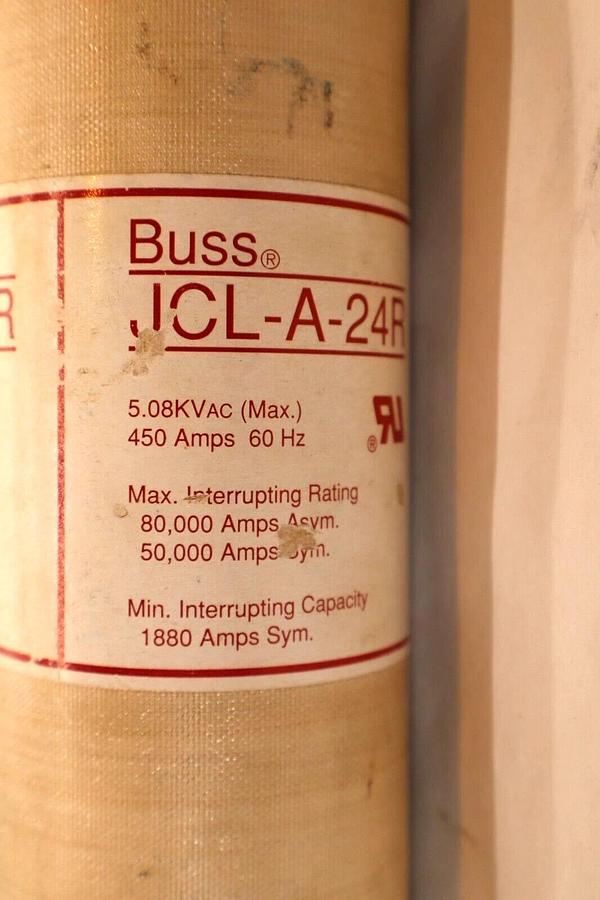 Buss®
JCL-A-24R
5.08KVAC (Max.)
450 Amps 60 Hz
Max. Interrupting Rating
80,000 Amps Asym.
50,000 Amps Sym.
Min. Interrupting Capacity
1880 Amps Sym.
R